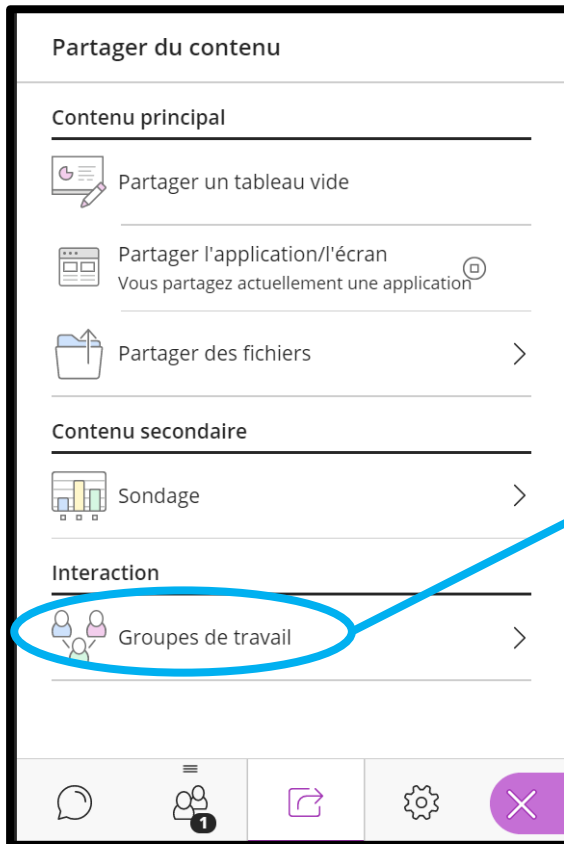 Partager du contenu
Contenu principal
Partager un tableau vide
Partager l'application/l'écran
Vous partagez actuellement une application
Partager des fichiers
Contenu secondaire
Sondage
Interaction
Groupes de travail
1